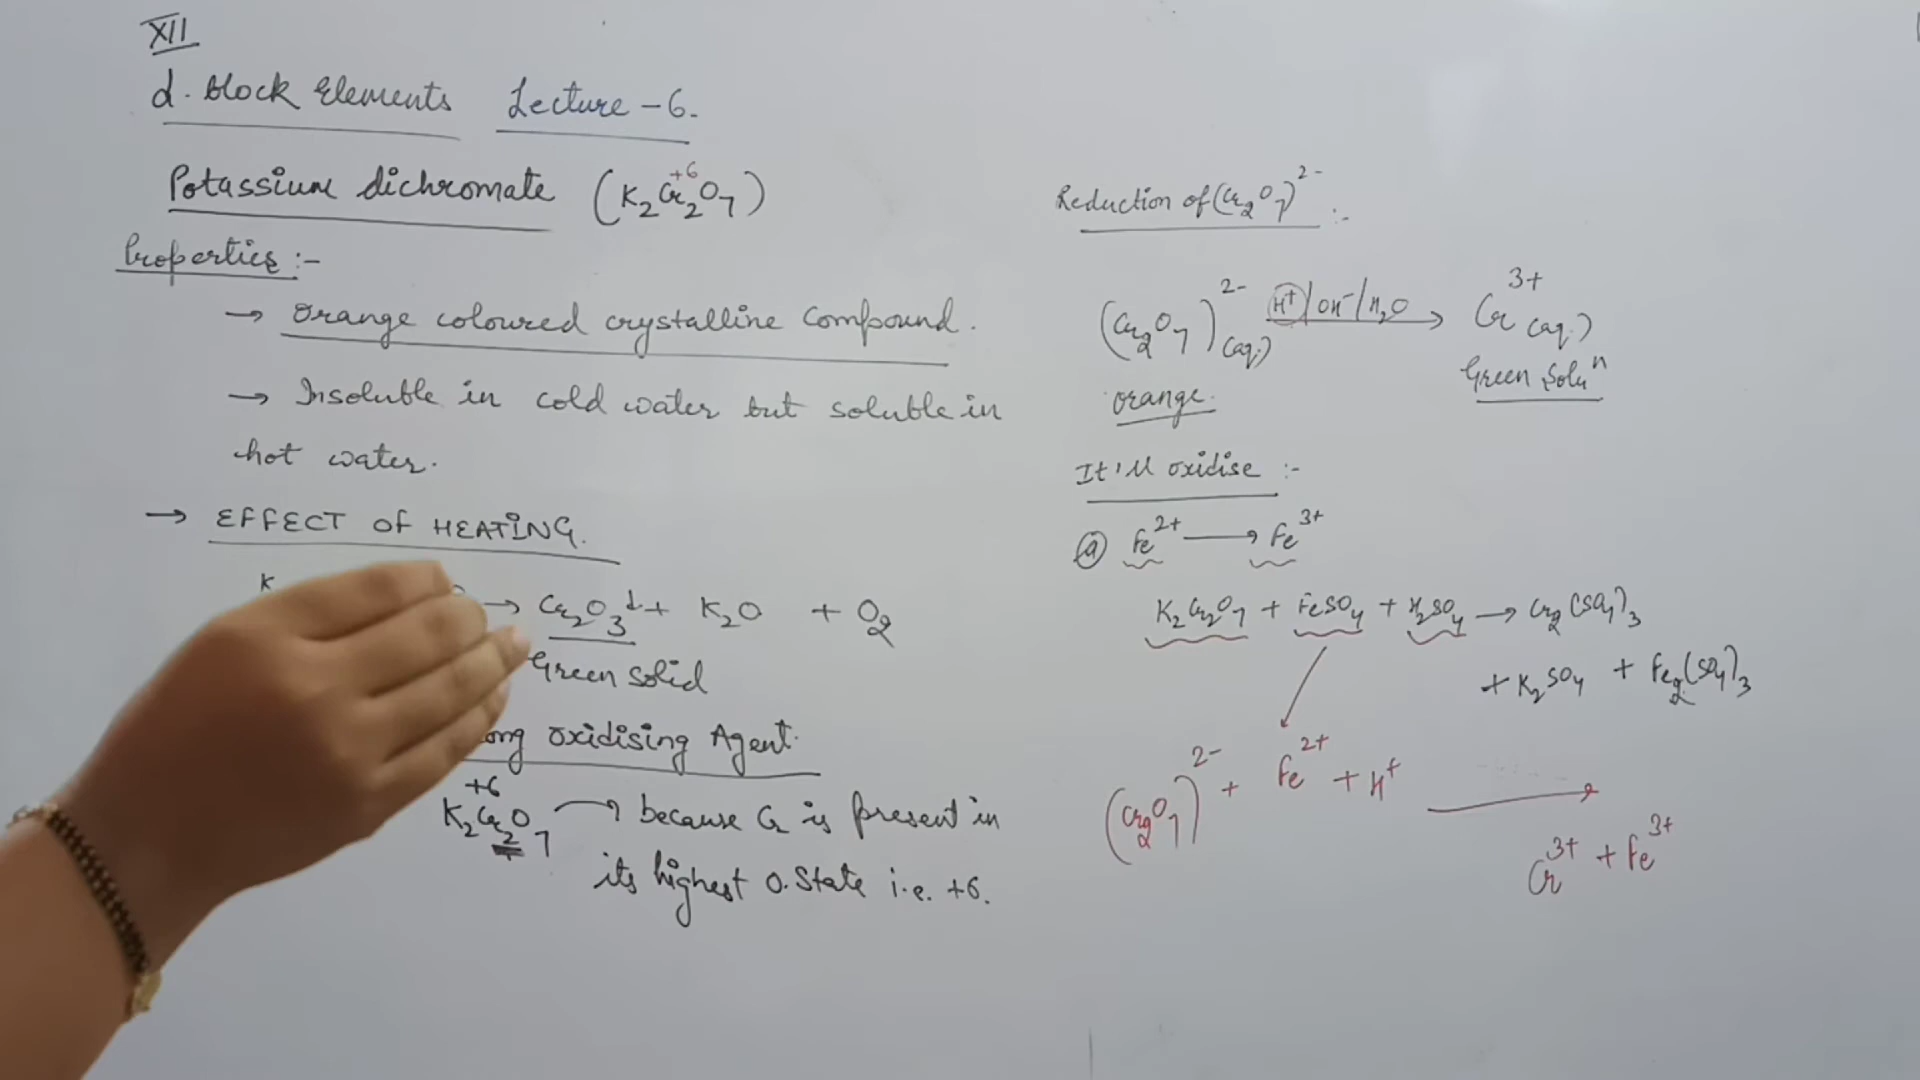 XII
d. Block Elements Lecture - 6.
Potassium dichromate (K₂Cr₂O₇)
+6
Properties :-
→ Orange coloured crystalline compound.
→ Insoluble in cold water but soluble in
hot water.
→ EFFECT OF HEATING.
K → Cr₂O₃↓ + K₂O + O₂
Green solid
ong oxidising Agent.
+6
K₂Cr₂O₇ → because Cr is present in
its highest O. State i.e. +6.
Reduction of (Cr₂O₇)²⁻ :-
(Cr₂O₇)²⁻(aq.) H⁺/OH⁻/H₂O → Cr³⁺(aq.)
orange. Green Soluⁿ
It'll oxidise :-
(a) Fe²⁺ → Fe³⁺
K₂Cr₂O₇ + FeSO₄ + H₂SO₄ → Cr₂(SO₄)₃
+ K₂SO₄ + Fe₂(SO₄)₃
(Cr₂O₇)²⁻ + Fe²⁺ + H⁺ →
Cr³⁺ + Fe³⁺